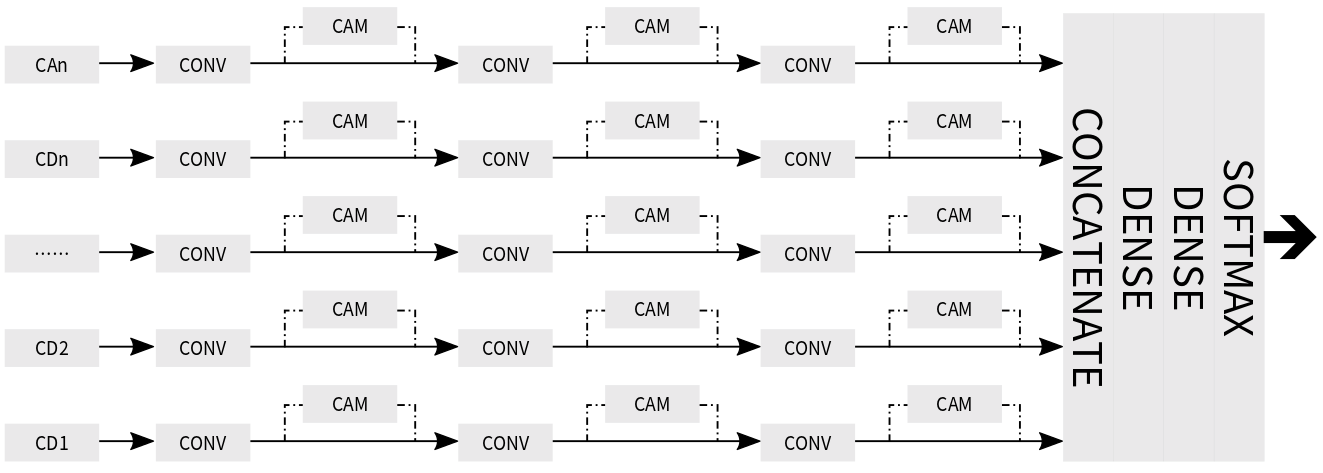 CAM CAM CAM
CAn CONV CONV CONV
CAM CAM CAM
CDn CONV CONV CONV
CAM CAM CAM
...... CONV CONV CONV
CAM CAM CAM
CD2 CONV CONV CONV
CAM CAM CAM
CD1 CONV CONV CONV
CONCATENATE
DENSE
DENSE
SOFTMAX